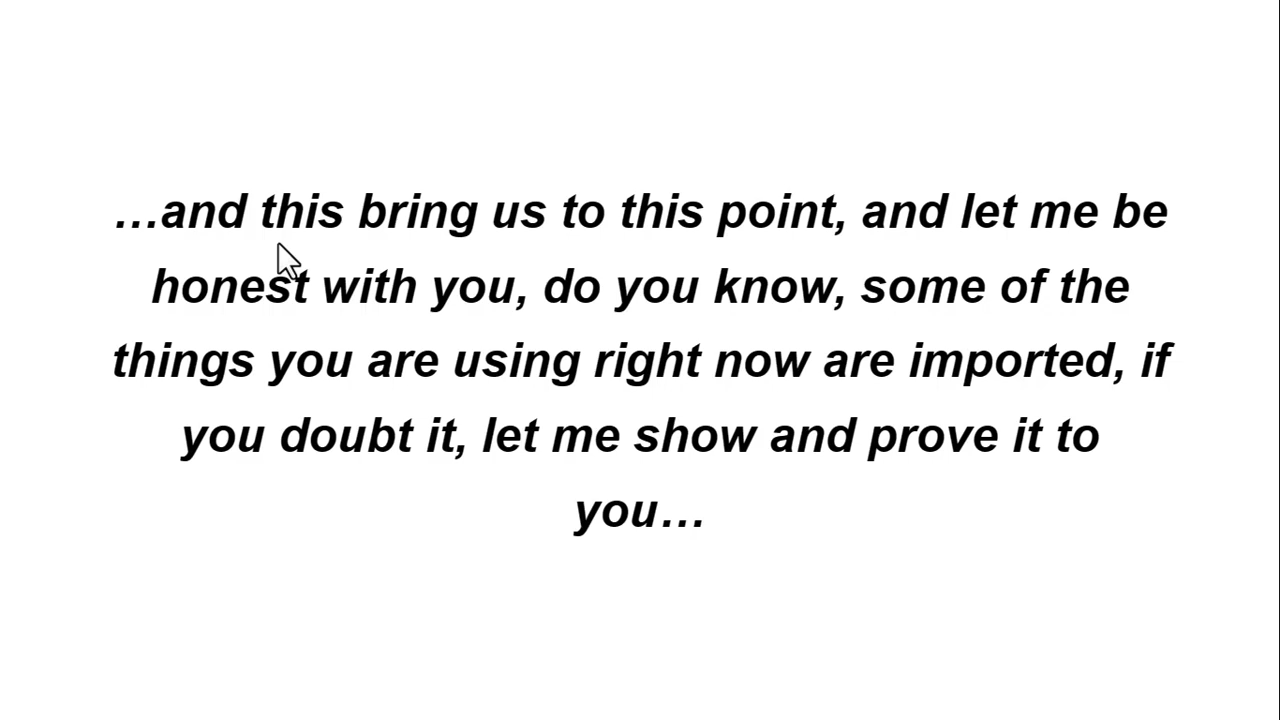 …and this bring us to this point, and let me be
honest with you, do you know, some of the
things you are using right now are imported, if
you doubt it, let me show and prove it to
you…